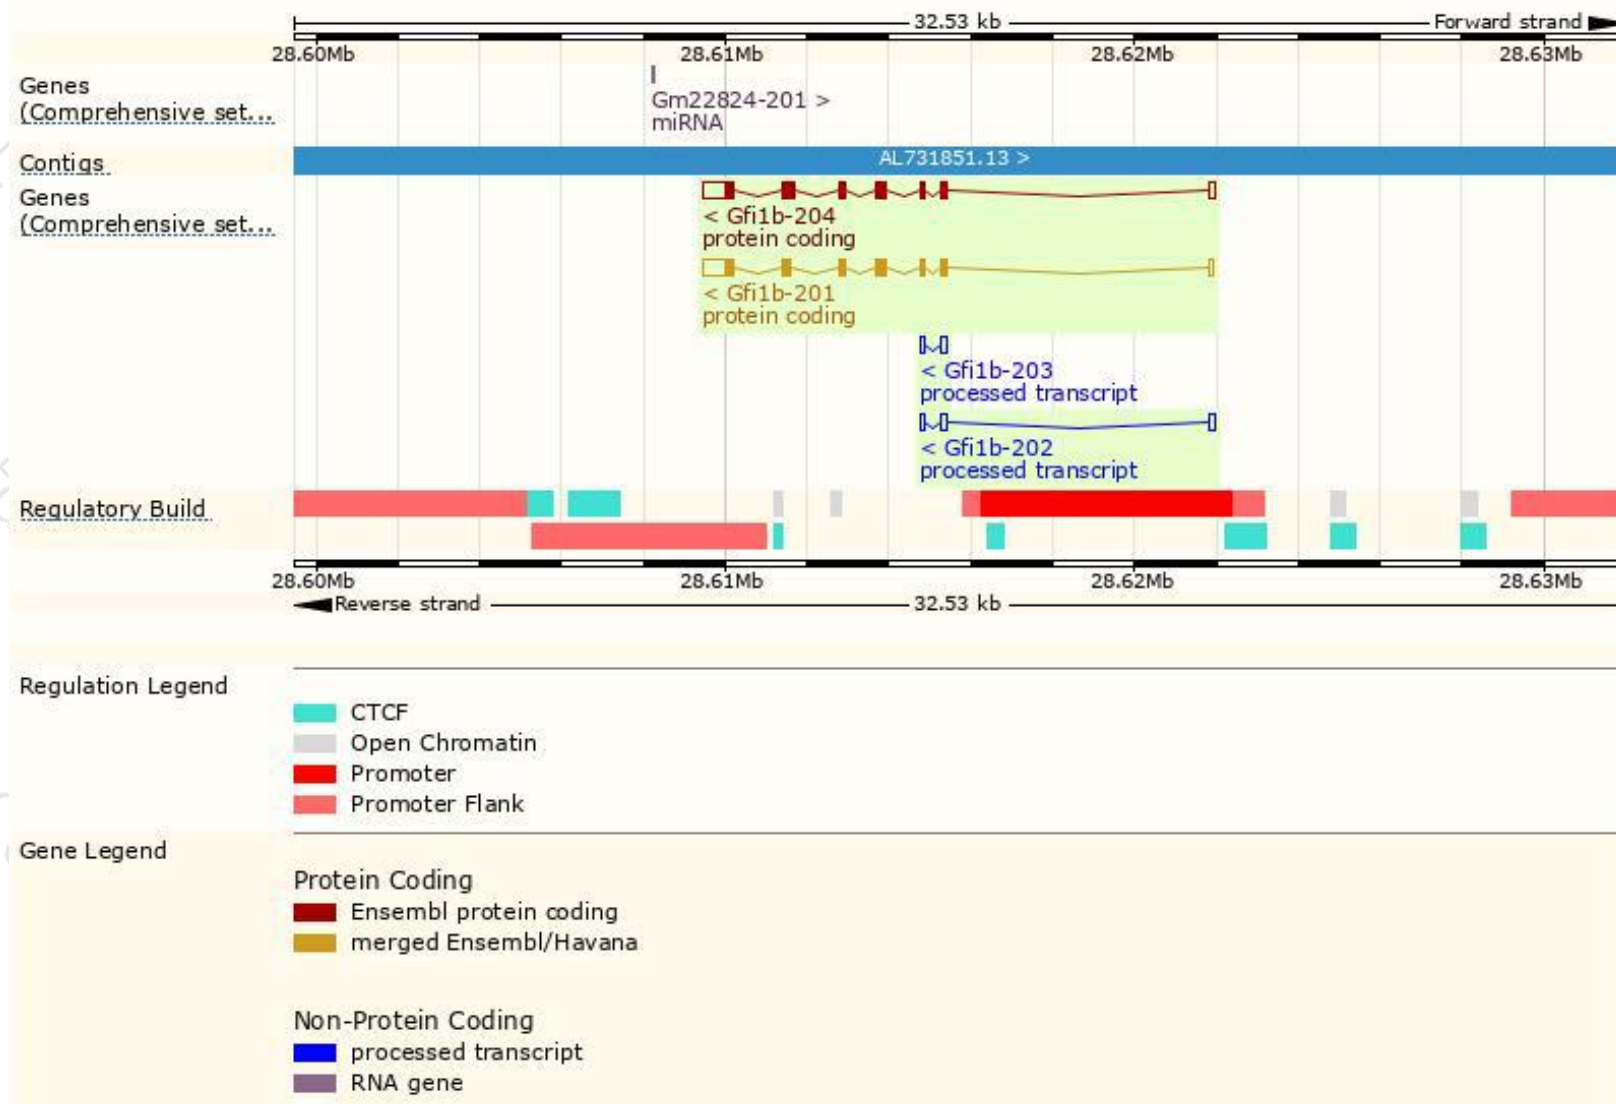 32.53 kb Forward strand
28.60Mb 28.61Mb 28.62Mb 28.63Mb
Genes
(Comprehensive set...
Gm22824-201 >
miRNA
Contigs
AL731851.13 >
Genes
(Comprehensive set...
< Gfi1b-204
protein coding
< Gfi1b-201
protein coding
< Gfi1b-203
processed transcript
< Gfi1b-202
processed transcript
Regulatory Build
28.60Mb 28.61Mb 28.62Mb 28.63Mb
Reverse strand 32.53 kb
Regulation Legend
CTCF
Open Chromatin
Promoter
Promoter Flank
Gene Legend
Protein Coding
Ensembl protein coding
merged Ensembl/Havana
Non-Protein Coding
processed transcript
RNA gene